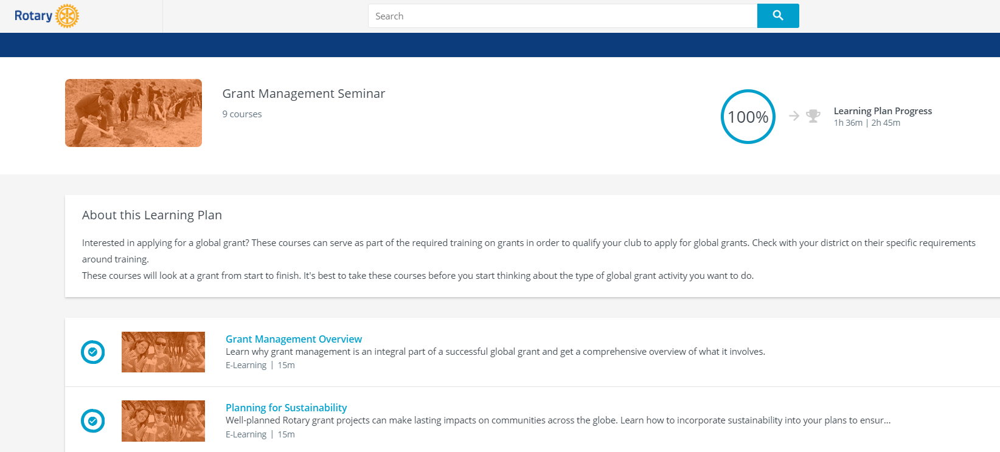 Rotary
Search
Grant Management Seminar
9 courses
100%
Learning Plan Progress
1h 36m | 2h 45m
About this Learning Plan
Interested in applying for a global grant? These courses can serve as part of the required training on grants in order to qualify your club to apply for global grants. Check with your district on their specific requirements
around training.
These courses will look at a grant from start to finish. It's best to take these courses before you start thinking about the type of global grant activity you want to do.
Grant Management Overview
Learn why grant management is an integral part of a successful global grant and get a comprehensive overview of what it involves.
E-Learning | 15m
Planning for Sustainability
Well-planned Rotary grant projects can make lasting impacts on communities across the globe. Learn how to incorporate sustainability into your plans to ensur...
E-Learning | 15m